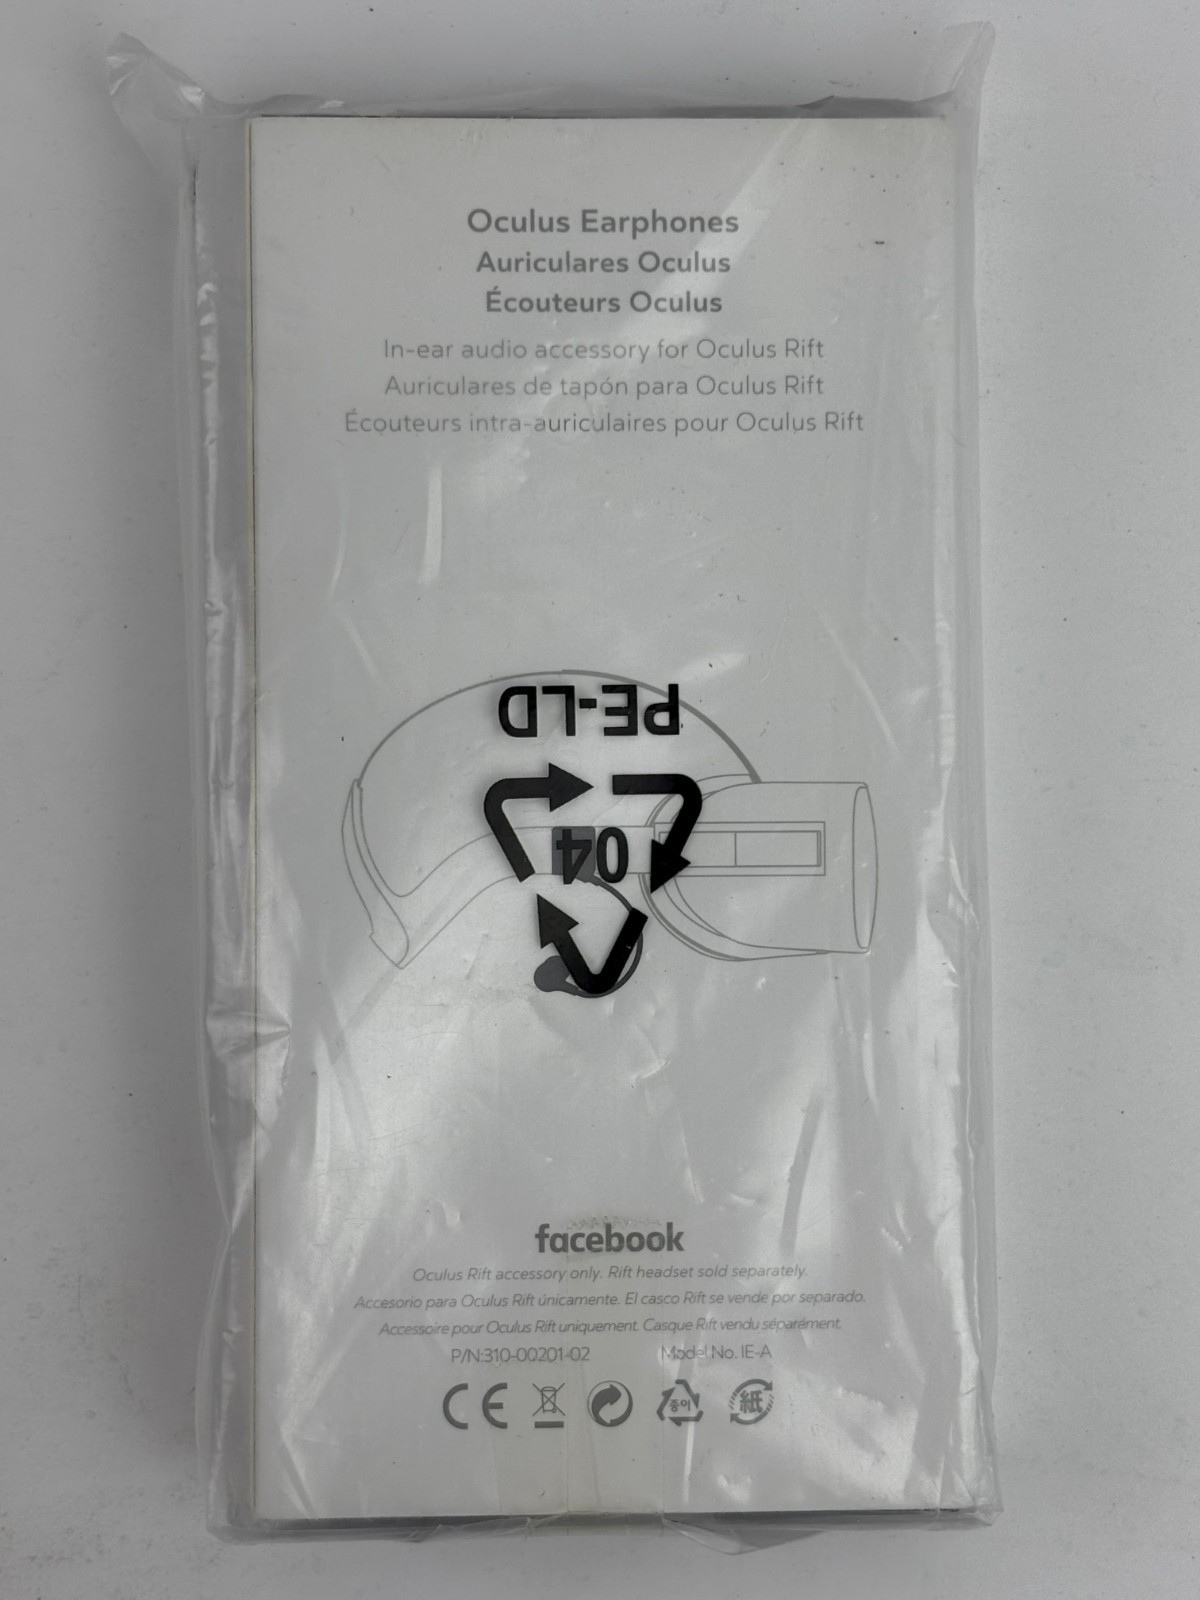 Oculus Earphones
Auriculares Oculus
Écouteurs Oculus
In-ear audio accessory for Oculus Rift
Auriculares de tapón para Oculus Rift
Écouteurs intra-auriculaires pour Oculus Rift
PE-LD
04
facebook
Oculus Rift accessory only. Rift headset sold separately.
Accesorio para Oculus Rift únicamente. El casco Rift se vende por separado.
Accessoire pour Oculus Rift uniquement. Casque Rift vendu séparément.
P/N:310-00201-02 Model No. IE-A
CE 종이 紙